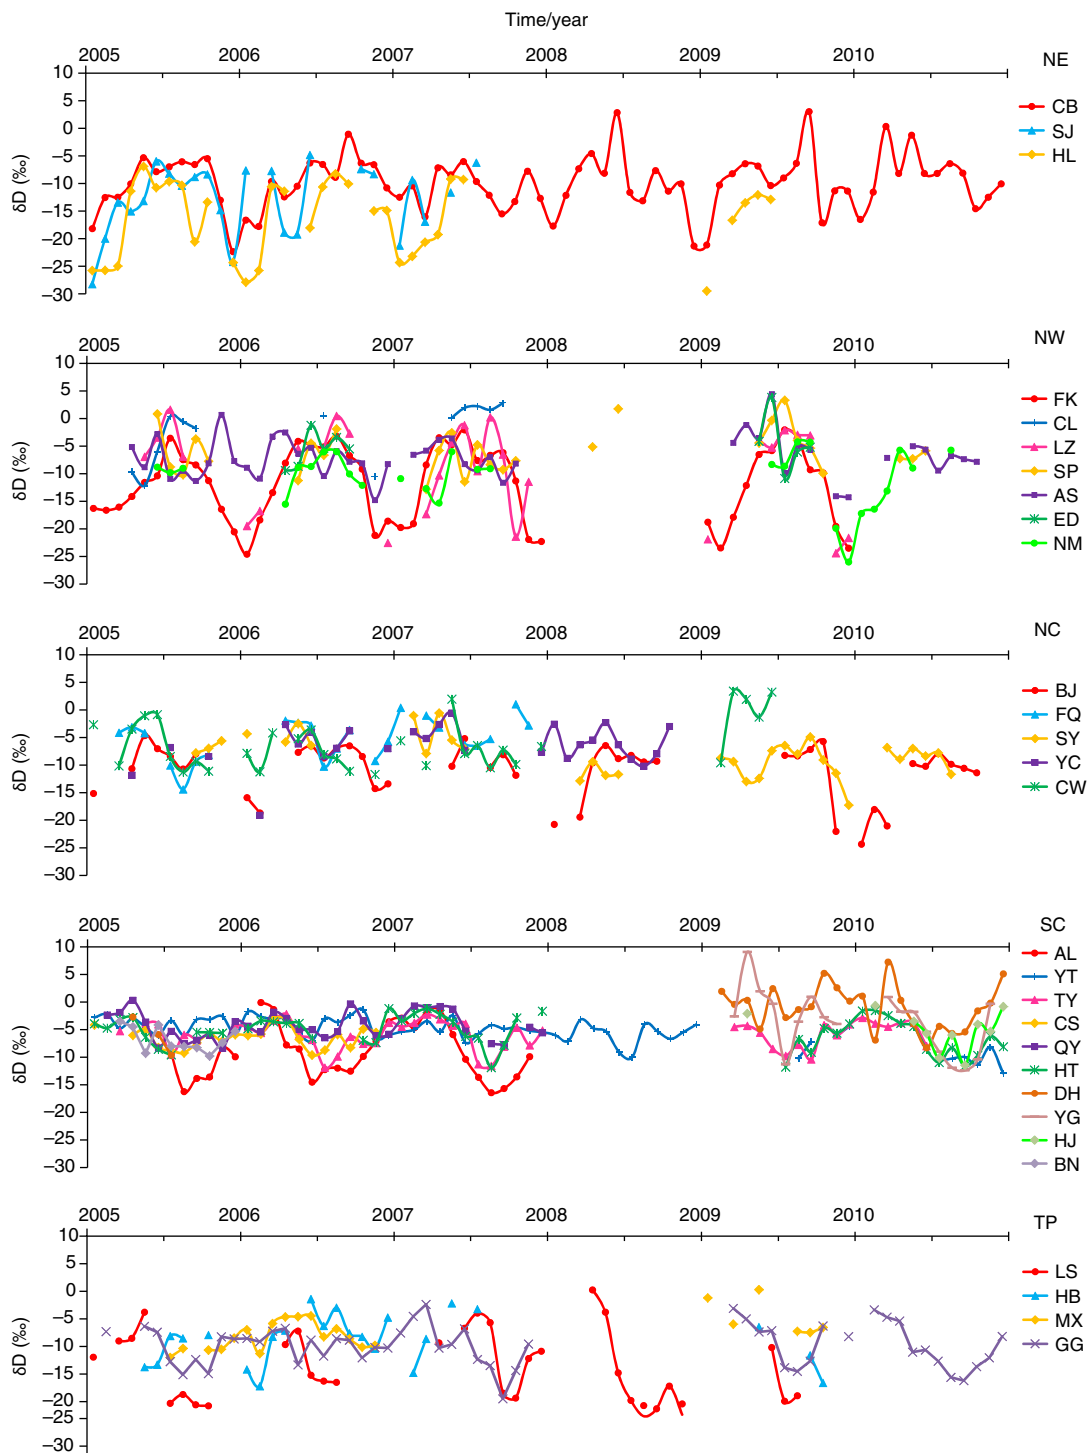 Time/year
2005 2006 2007 2008 2009 2010
NE
10
5
0
−5
−10
−15
−20
−25
−30
δD (‰)
CB
SJ
HL
2005 2006 2007 2008 2009 2010
NW
10
5
0
−5
−10
−15
−20
−25
−30
δD (‰)
FK
CL
LZ
SP
AS
ED
NM
2005 2006 2007 2008 2009 2010
NC
10
5
0
−5
−10
−15
−20
−25
−30
δD (‰)
BJ
FQ
SY
YC
CW
2005 2006 2007 2008 2009 2010
SC
10
5
0
−5
−10
−15
−20
−25
−30
δD (‰)
AL
YT
TY
CS
QY
HT
DH
YG
HJ
BN
2005 2006 2007 2008 2009 2010
TP
10
5
0
−5
−10
−15
−20
−25
−30
δD (‰)
LS
HB
MX
GG